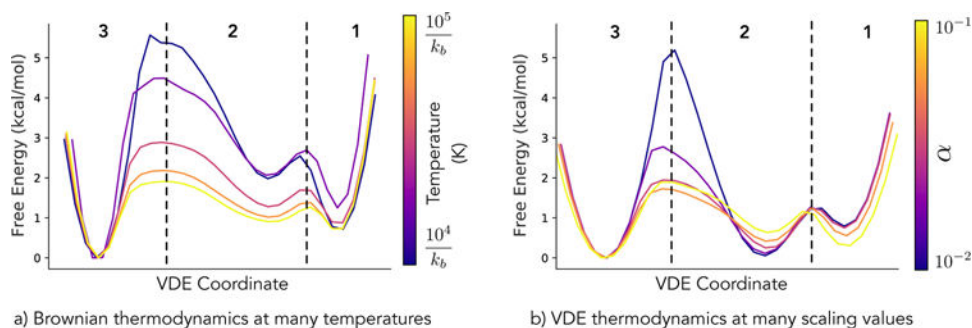 3 2 1
Free Energy (kcal/mol)
5
4
3
2
1
0
VDE Coordinate
10^5/k_b
Temperature
(K)
10^4/k_b
a) Brownian thermodynamics at many temperatures
3 2 1
Free Energy (kcal/mol)
5
4
3
2
1
0
VDE Coordinate
10^{-1}
α
10^{-2}
b) VDE thermodynamics at many scaling values